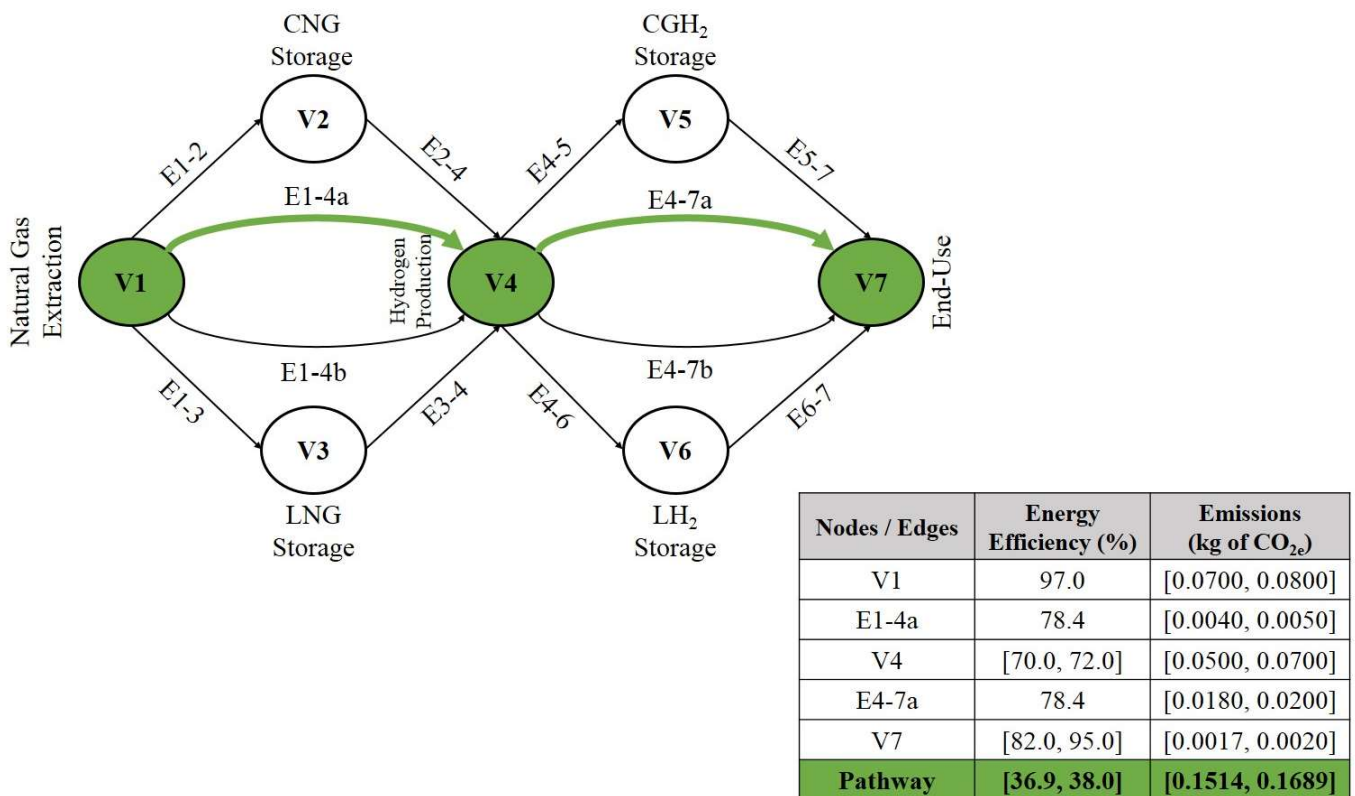 CNG
Storage
CGH₂
Storage
V2
V5
E1-2
E2-4
E4-5
E5-7
E1-4a
E4-7a
Natural Gas
Extraction
V1
Hydrogen
Production
V4
V7
End-Use
E1-4b
E4-7b
E1-3
E3-4
E4-6
E6-7
V3
V6
LNG
Storage
LH₂
Storage
Nodes / Edges Energy Efficiency (%) Emissions (kg of CO₂ₑ)
V1 97.0 [0.0700, 0.0800]
E1-4a 78.4 [0.0040, 0.0050]
V4 [70.0, 72.0] [0.0500, 0.0700]
E4-7a 78.4 [0.0180, 0.0200]
V7 [82.0, 95.0] [0.0017, 0.0020]
Pathway [36.9, 38.0] [0.1514, 0.1689]